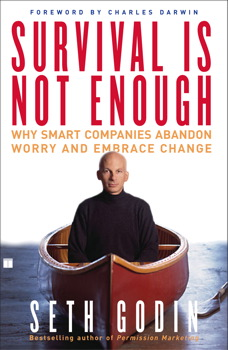 FOREWORD BY CHARLES DARWIN
SURVIVAL IS
NOT ENOUGH
WHY SMART COMPANIES ABANDON
WORRY AND EMBRACE CHANGE
SETH GODIN
Bestselling author of Permission Marketing